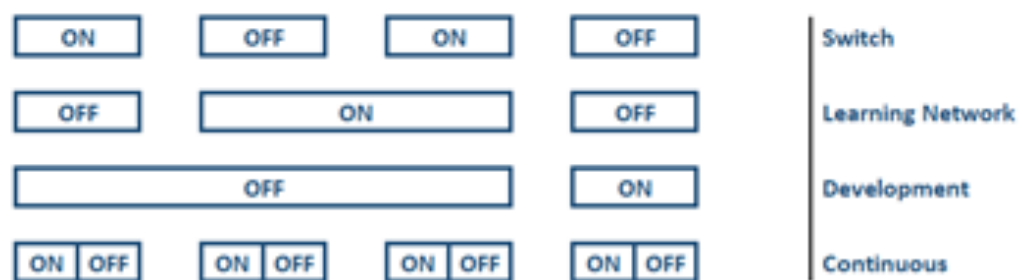 ON OFF ON OFF Switch
OFF ON OFF Learning Network
OFF ON Development
ON OFF ON OFF ON OFF ON OFF Continuous